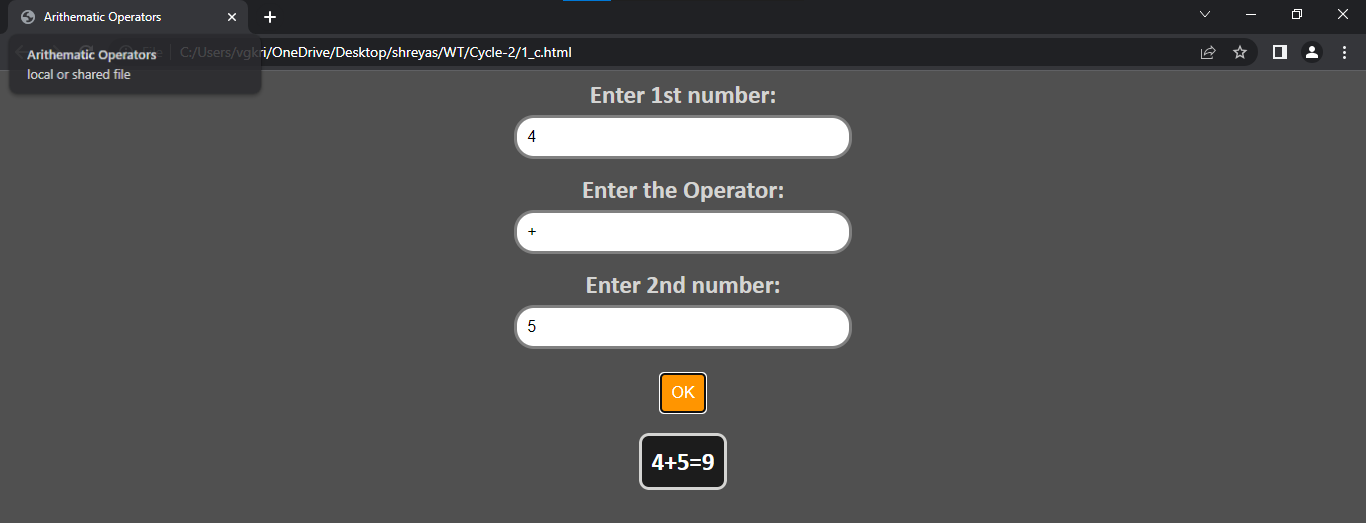 Arithematic Operators
C:/Users/vgkri/OneDrive/Desktop/shreyas/WT/Cycle-2/1_c.html
Arithematic Operators
local or shared file
Enter 1st number:
4
Enter the Operator:
+
Enter 2nd number:
5
OK
4+5=9